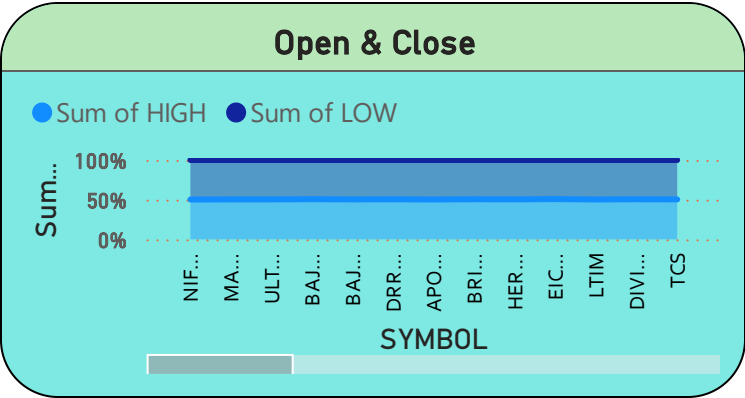 Open & Close
Sum of HIGH
Sum of LOW
Sum...
100%
50%
0%
NIF...
MA...
ULT...
BAJ...
BAJ...
DRR...
APO...
BRI...
HER...
EIC...
LTIM
DIVI...
TCS
SYMBOL